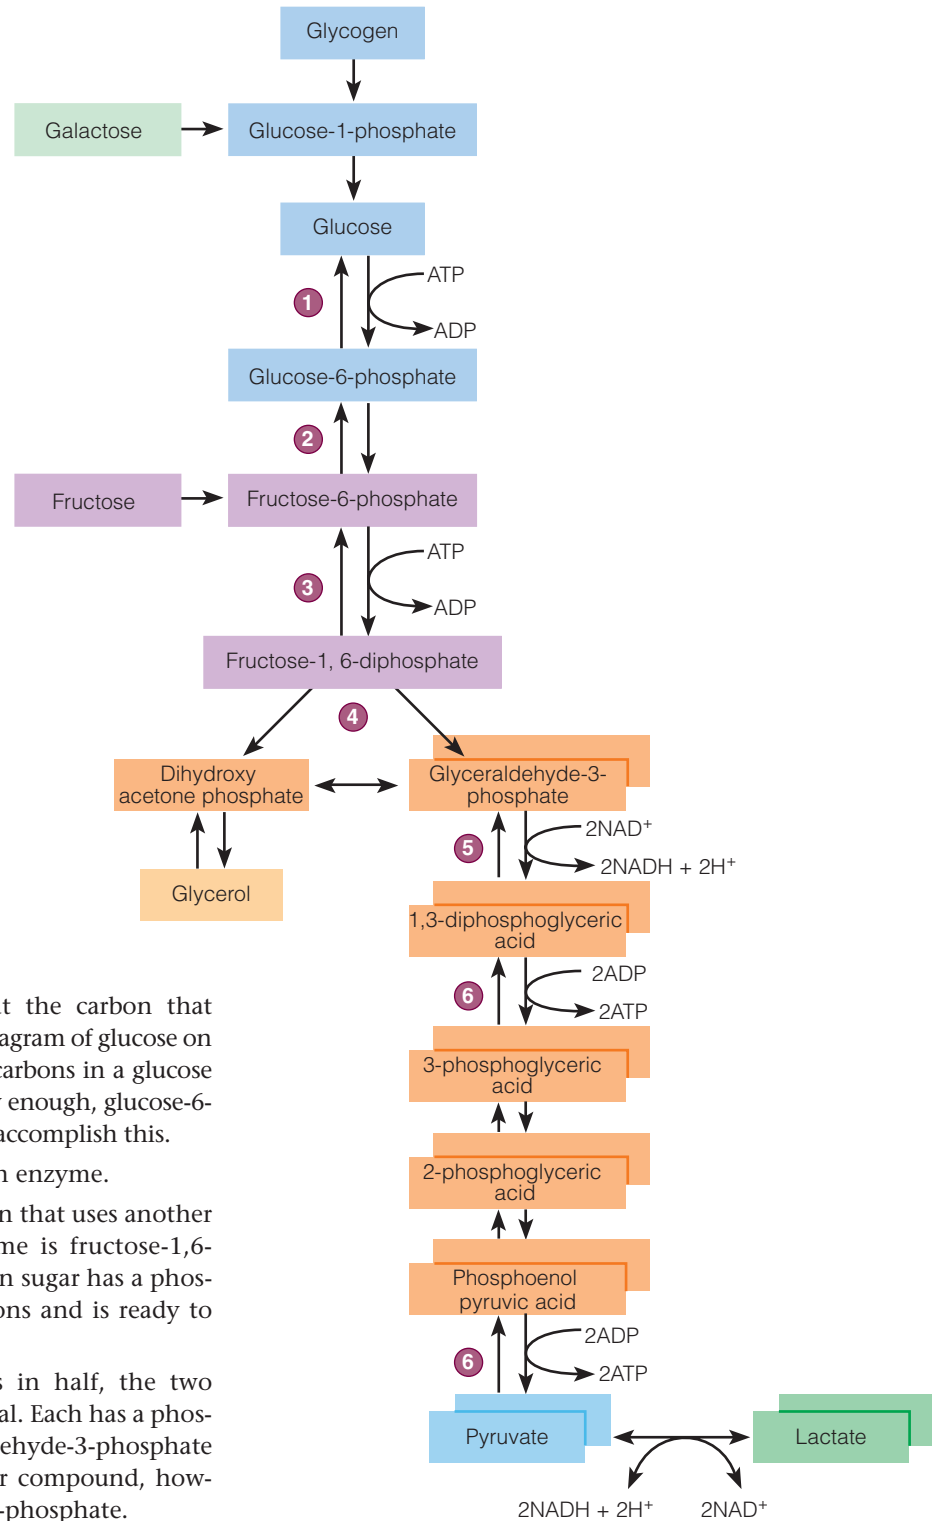 Glycogen
Galactose
Glucose-1-phosphate
Glucose
1
ATP
ADP
Glucose-6-phosphate
2
Fructose
Fructose-6-phosphate
3
ATP
ADP
Fructose-1, 6-diphosphate
4
Dihydroxy
acetone phosphate
Glyceraldehyde-3-
phosphate
5
2NAD⁺
2NADH + 2H⁺
Glycerol
1,3-diphosphoglyceric
acid
6
2ADP
2ATP
3-phosphoglyceric
acid
2-phosphoglyceric
acid
Phosphoenol
pyruvic acid
6
2ADP
2ATP
Pyruvate
Lactate
2NADH + 2H⁺
2NAD⁺
the carbon that
agram of glucose on
carbons in a glucose
enough, glucose-6-
accomplish this.
enzyme.
that uses another
is fructose-1,6-
sugar has a phos-
and is ready to
in half, the two
Each has a phos-
ehyde-3-phosphate
compound, how-
-phosphate.